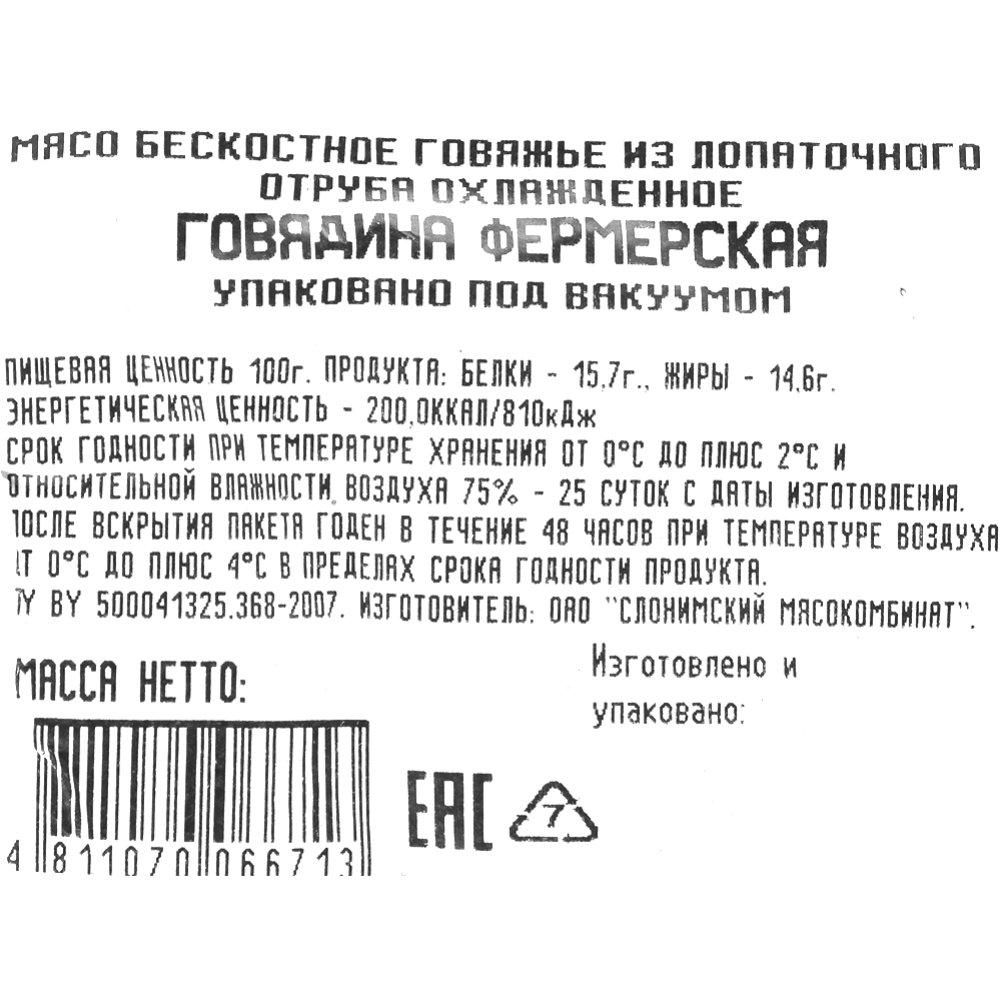 МЯСО БЕСКОСТНОЕ ГОВЯЖЬЕ ИЗ ЛОПАТОЧНОГО
ОТРУБА ОХЛАЖДЕННОЕ
ГОВЯДИНА ФЕРМЕРСКАЯ
УПАКОВАНО ПОД ВАКУУМОМ
ПИЩЕВАЯ ЦЕННОСТЬ 100г. ПРОДУКТА: БЕЛКИ - 15,7г., ЖИРЫ - 14,6г.
ЭНЕРГЕТИЧЕСКАЯ ЦЕННОСТЬ - 200,0ККАЛ/810кДж
СРОК ГОДНОСТИ ПРИ ТЕМПЕРАТУРЕ ХРАНЕНИЯ ОТ 0°С ДО ПЛЮС 2°С И
ОТНОСИТЕЛЬНОЙ ВЛАЖНОСТИ ВОЗДУХА 75% - 25 СУТОК С ДАТЫ ИЗГОТОВЛЕНИЯ.
ПОСЛЕ ВСКРЫТИЯ ПАКЕТА ГОДЕН В ТЕЧЕНИЕ 48 ЧАСОВ ПРИ ТЕМПЕРАТУРЕ ВОЗДУХА
ОТ 0°С ДО ПЛЮС 4°С В ПРЕДЕЛАХ СРОКА ГОДНОСТИ ПРОДУКТА.
ТУ BY 500041325.368-2007. ИЗГОТОВИТЕЛЬ: ОАО "СЛОНИМСКИЙ МЯСОКОМБИНАТ".
МАССА НЕТТО:
Изготовлено и
упаковано:
EAC
7
4 811070 066713